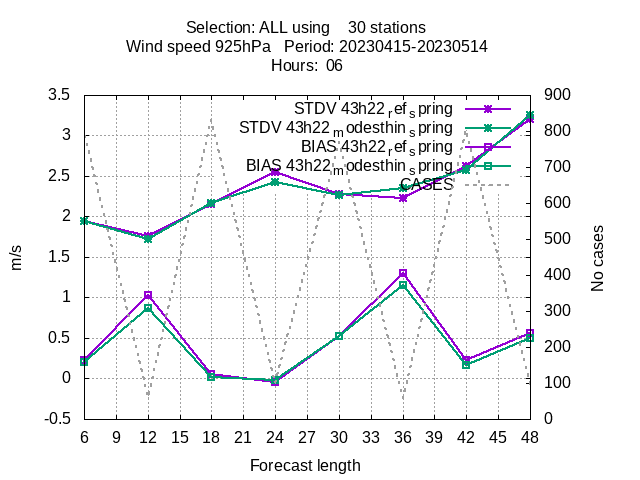 Selection: ALL using    30 stations
Wind speed 925hPa   Period: 20230415-20230514
Hours:  06
STDV 43h22_ref_spring
STDV 43h22_modesthin_spring
BIAS 43h22_ref_spring
BIAS 43h22_modesthin_spring
CASES
3.5
3
2.5
2
1.5
1
0.5
0
-0.5
m/s
900
800
700
600
500
400
300
200
100
0
No cases
6 9 12 15 18 21 24 27 30 33 36 39 42 45 48
Forecast length